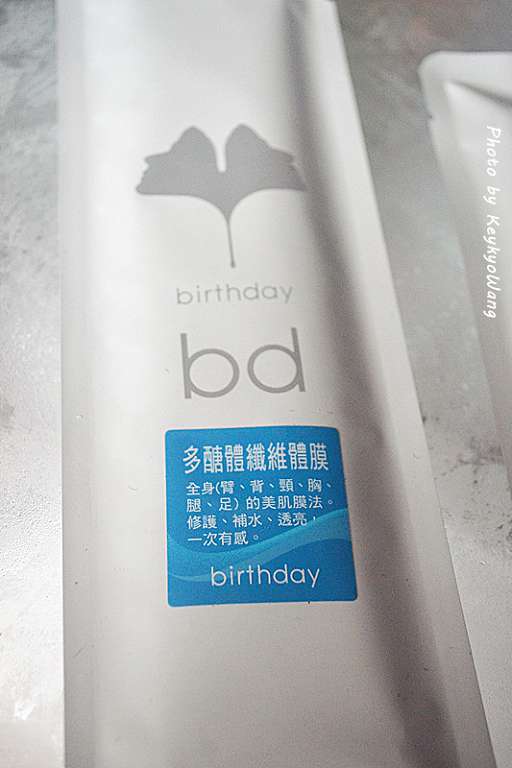 birthday
bd
多醣體纖維體膜
全身(臂、背、頸、胸、
腿、足) 的美肌膜法。
修護、補水、透亮，
一次有感。
birthday
Photo by KeykyoWang